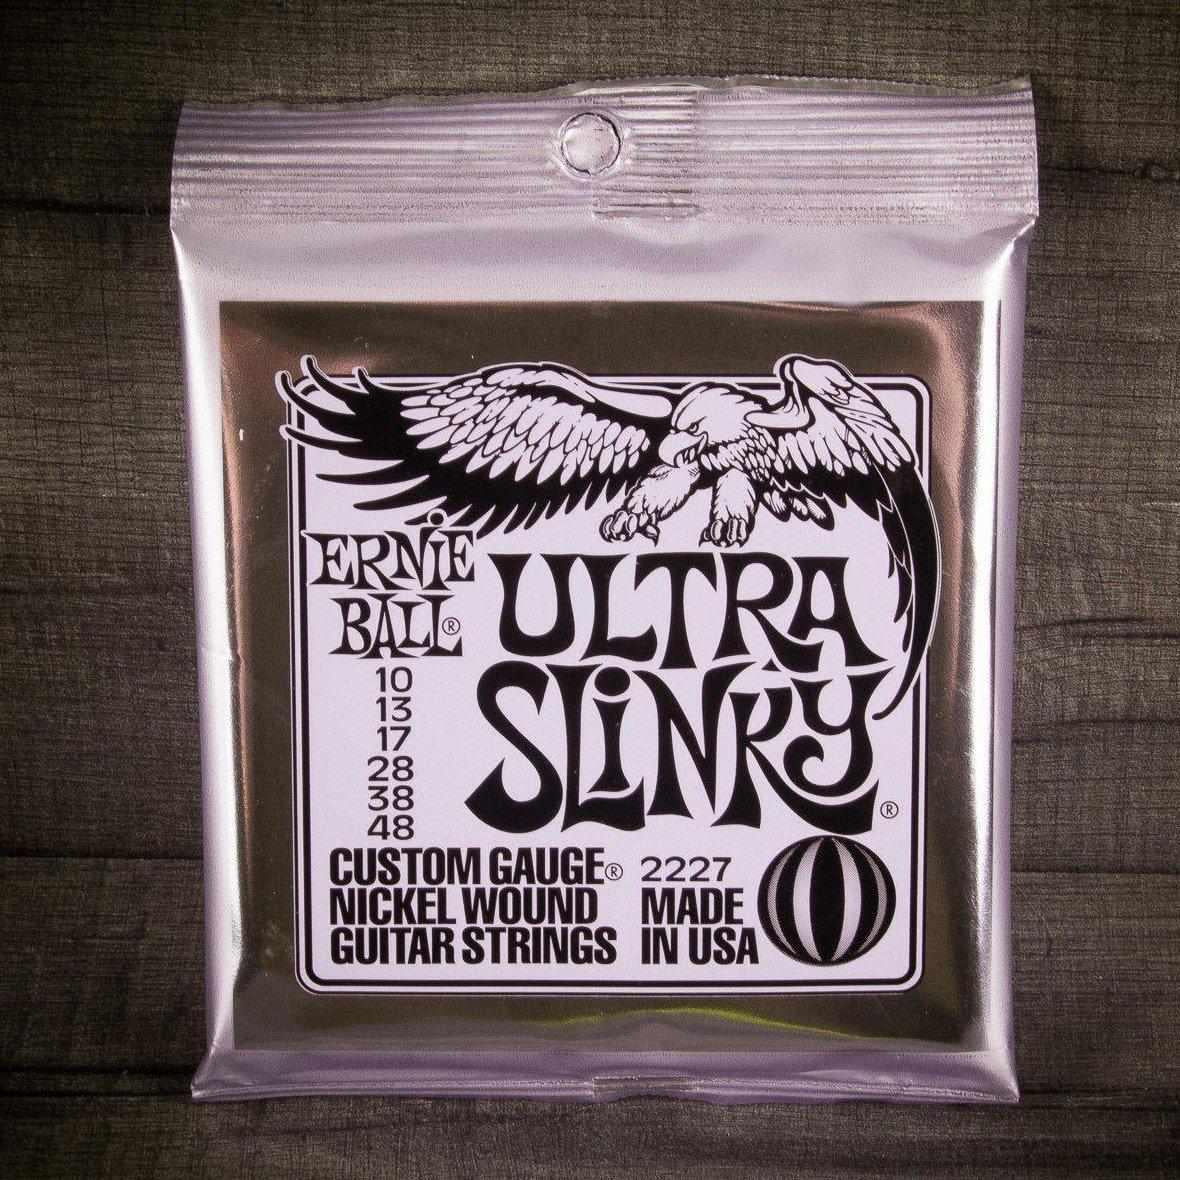 ERNiE
BALL®
ULTRA
SLiNKY®
10
13
17
28
38
48
CUSTOM GAUGE®
NICKEL WOUND
GUITAR STRINGS
2227
MADE
IN USA